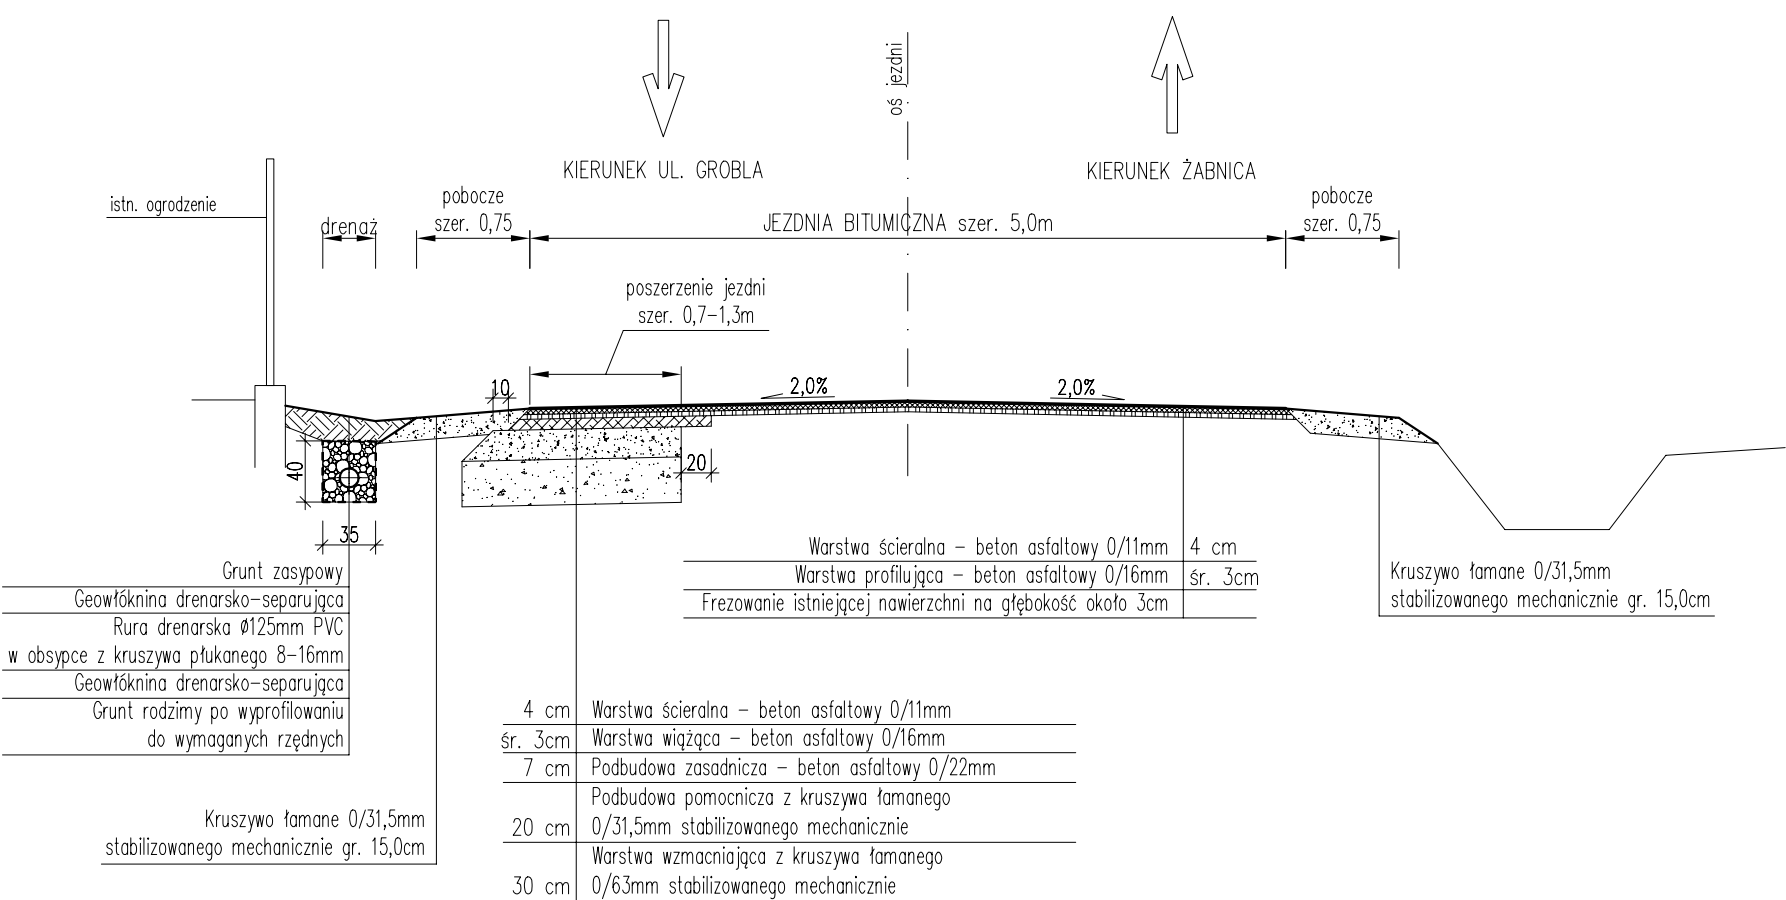 oś jezdni
KIERUNEK UL. GROBLA
KIERUNEK ŻABNICA
istn. ogrodzenie
drenaż
pobocze
szer. 0,75
JEZDNIA BITUMICZNA szer. 5,0m
pobocze
szer. 0,75
poszerzenie jezdni
szer. 0,7-1,3m
10
2,0%
2,0%
40
20
35
Grunt zasypowy
Geowłóknina drenarsko-separująca
Rura drenarska Ø125mm PVC
w obsypce z kruszywa płukanego 8-16mm
Geowłóknina drenarsko-separująca
Grunt rodzimy po wyprofilowaniu
do wymaganych rzędnych
Warstwa ścieralna - beton asfaltowy 0/11mm 4 cm
Warstwa profilująca - beton asfaltowy 0/16mm śr. 3cm
Frezowanie istniejącej nawierzchni na głębokość około 3cm
Kruszywo łamane 0/31,5mm
stabilizowanego mechanicznie gr. 15,0cm
Kruszywo łamane 0/31,5mm
stabilizowanego mechanicznie gr. 15,0cm
4 cm Warstwa ścieralna - beton asfaltowy 0/11mm
śr. 3cm Warstwa wiążąca - beton asfaltowy 0/16mm
7 cm Podbudowa zasadnicza - beton asfaltowy 0/22mm
Podbudowa pomocnicza z kruszywa łamanego
20 cm 0/31,5mm stabilizowanego mechanicznie
Warstwa wzmacniająca z kruszywa łamanego
30 cm 0/63mm stabilizowanego mechanicznie